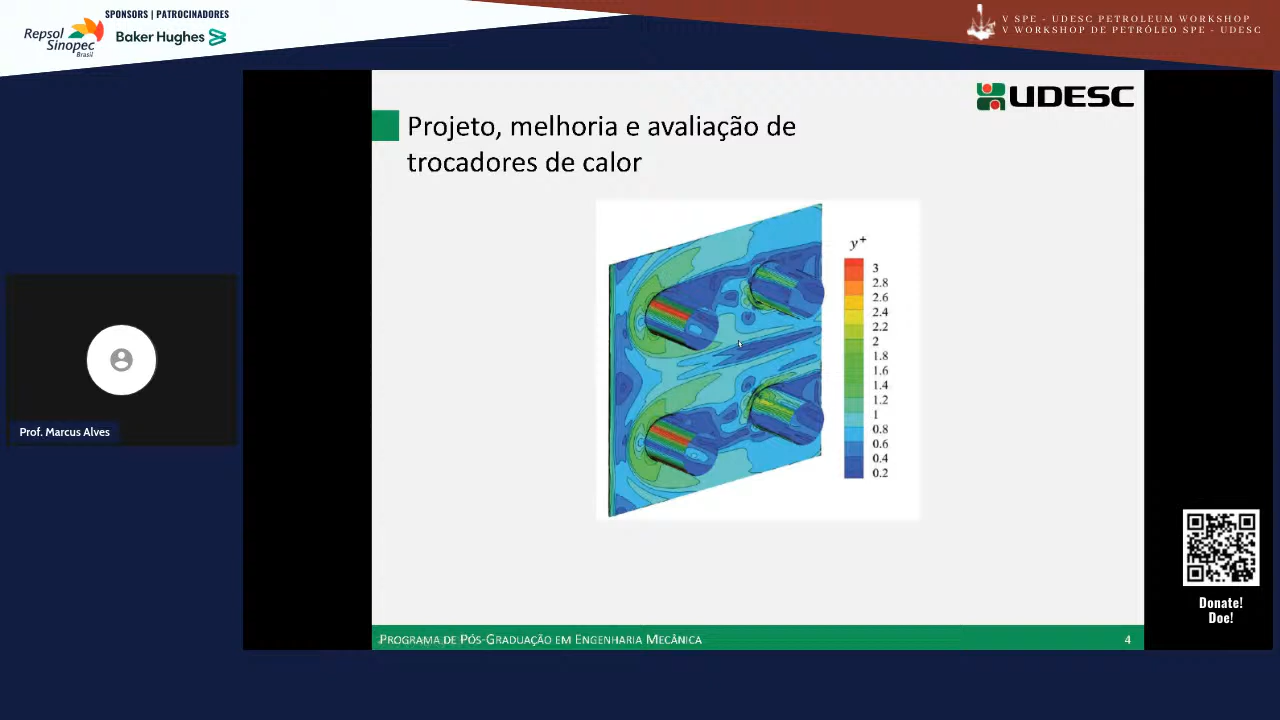 SPONSORS | PATROCINADORES
Repsol
Sinopec
Brasil
Baker Hughes
V SPE - UDESC PETROLEUM WORKSHOP
V WORKSHOP DE PETRÓLEO SPE - UDESC
UDESC
Projeto, melhoria e avaliação de
trocadores de calor
y+
3
2.8
2.6
2.4
2.2
2
1.8
1.6
1.4
1.2
1
0.8
0.6
0.4
0.2
Prof. Marcus Alves
Donate!
Doe!
PROGRAMA DE PÓS-GRADUAÇÃO EM ENGENHARIA MECÂNICA
4